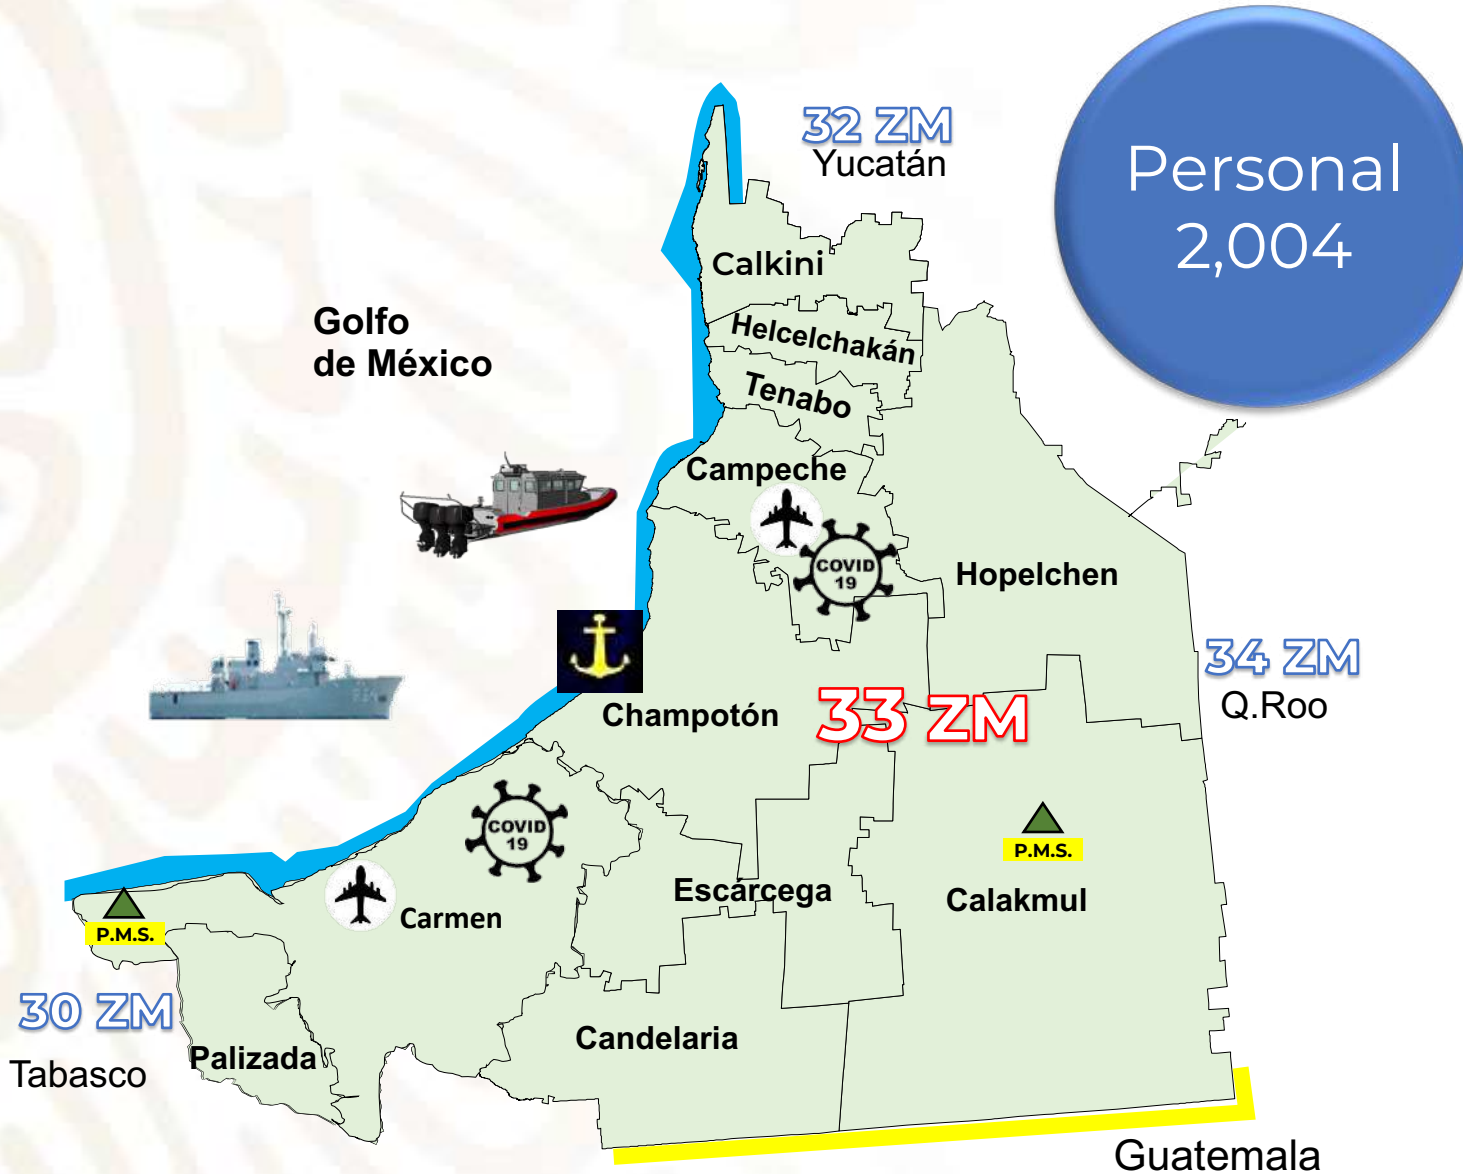 32 ZM
Yucatán
Personal
2,004
Calkini
Golfo
de México
Helcelchakán
Tenabo
Campeche
COVID
19
Hopelchen
34 ZM
Q.Roo
Champotón
33 ZM
COVID
19
P.M.S.
Escárcega
Calakmul
Carmen
P.M.S.
30 ZM
Tabasco
Palizada
Candelaria
Guatemala